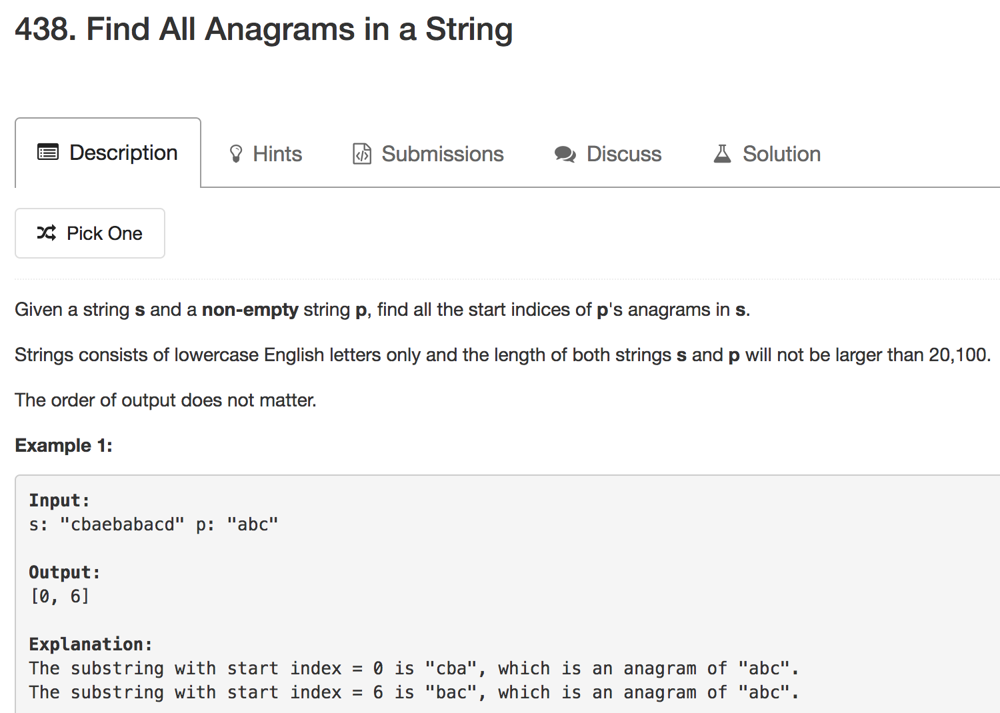 438. Find All Anagrams in a String
Description
Hints
Submissions
Discuss
Solution
Pick One
Given a string s and a non-empty string p, find all the start indices of p's anagrams in s.
Strings consists of lowercase English letters only and the length of both strings s and p will not be larger than 20,100.
The order of output does not matter.
Example 1:
Input:
s: "cbaebabacd" p: "abc"
Output:
[0, 6]
Explanation:
The substring with start index = 0 is "cba", which is an anagram of "abc".
The substring with start index = 6 is "bac", which is an anagram of "abc".